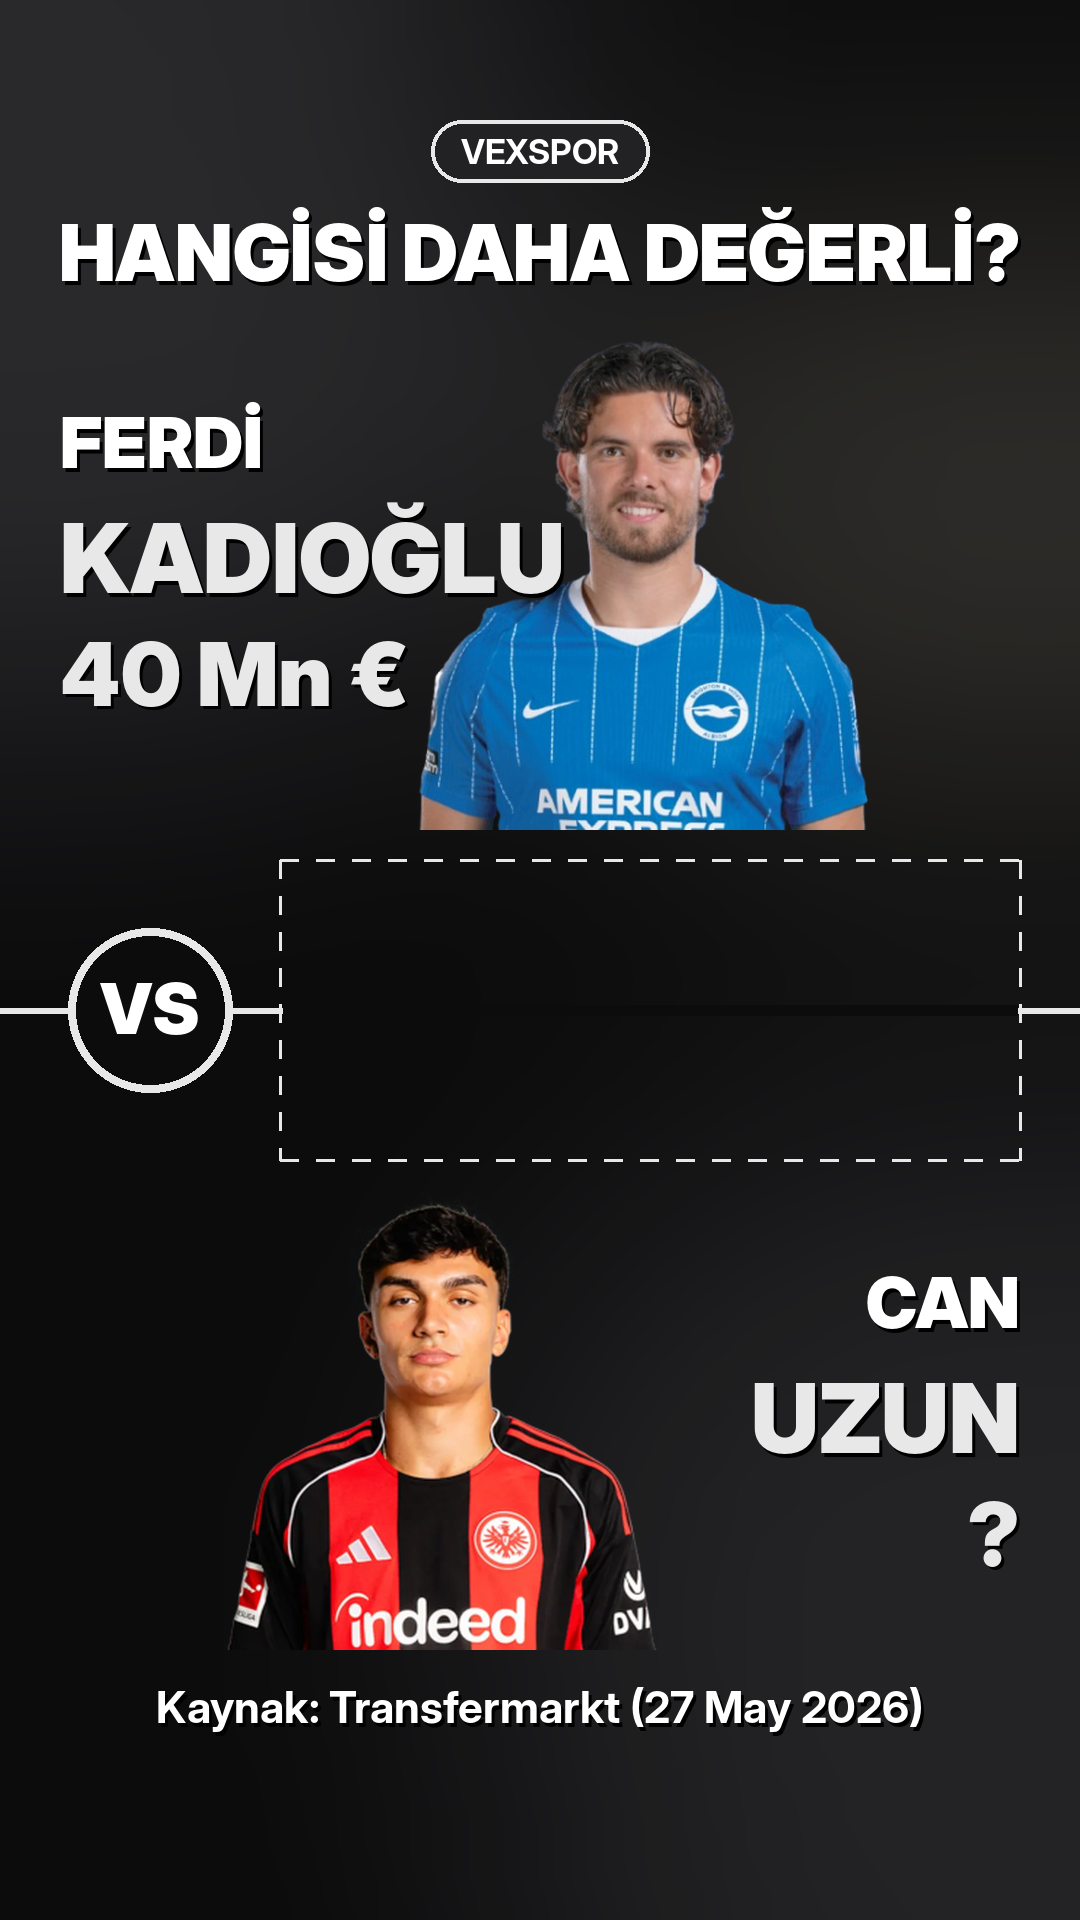 VEXSPOR
HANGİSİ DAHA DEĞERLİ?
FERDİ
KADIOĞLU
40 Mn €
AMERICAN
EXPRESS
VS
CAN
UZUN
?
indeed
Kaynak: Transfermarkt (27 May 2026)